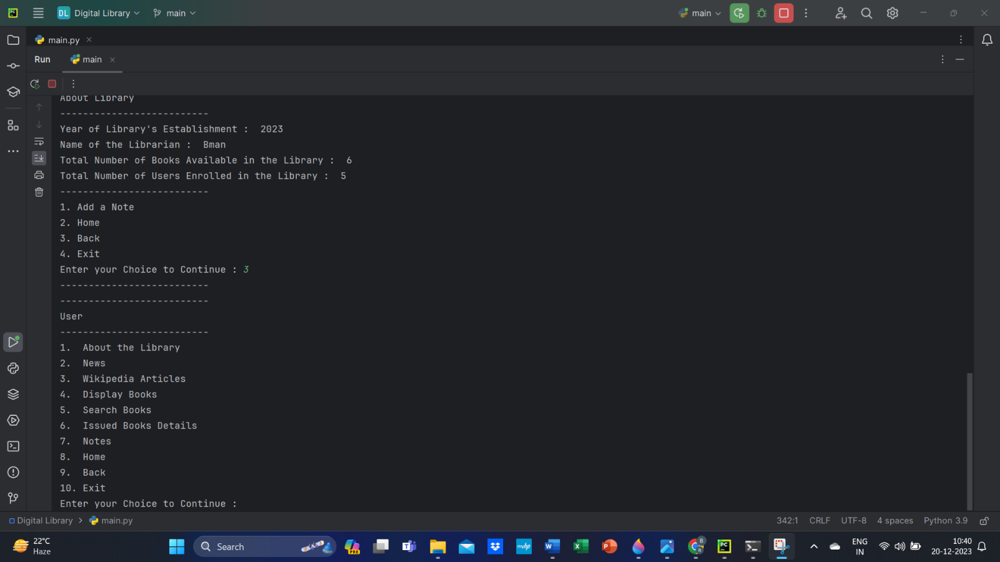 PC
DL Digital Library
main
main
main.py
Run
main
About Library
--------------------------
Year of Library's Establishment :  2023
Name of the Librarian :  Bman
Total Number of Books Available in the Library :  6
Total Number of Users Enrolled in the Library :  5
--------------------------
1. Add a Note
2. Home
3. Back
4. Exit
Enter your Choice to Continue : 3
--------------------------
--------------------------
User
--------------------------
1.  About the Library
2.  News
3.  Wikipedia Articles
4.  Display Books
5.  Search Books
6.  Issued Books Details
7.  Notes
8.  Home
9.  Back
10. Exit
Enter your Choice to Continue :
Digital Library > main.py
342:1 CRLF UTF-8 4 spaces Python 3.9
22°C
Haze
Search
PRE
T
myhp
W
X
P
B
PC
ENG
IN
10:40
20-12-2023